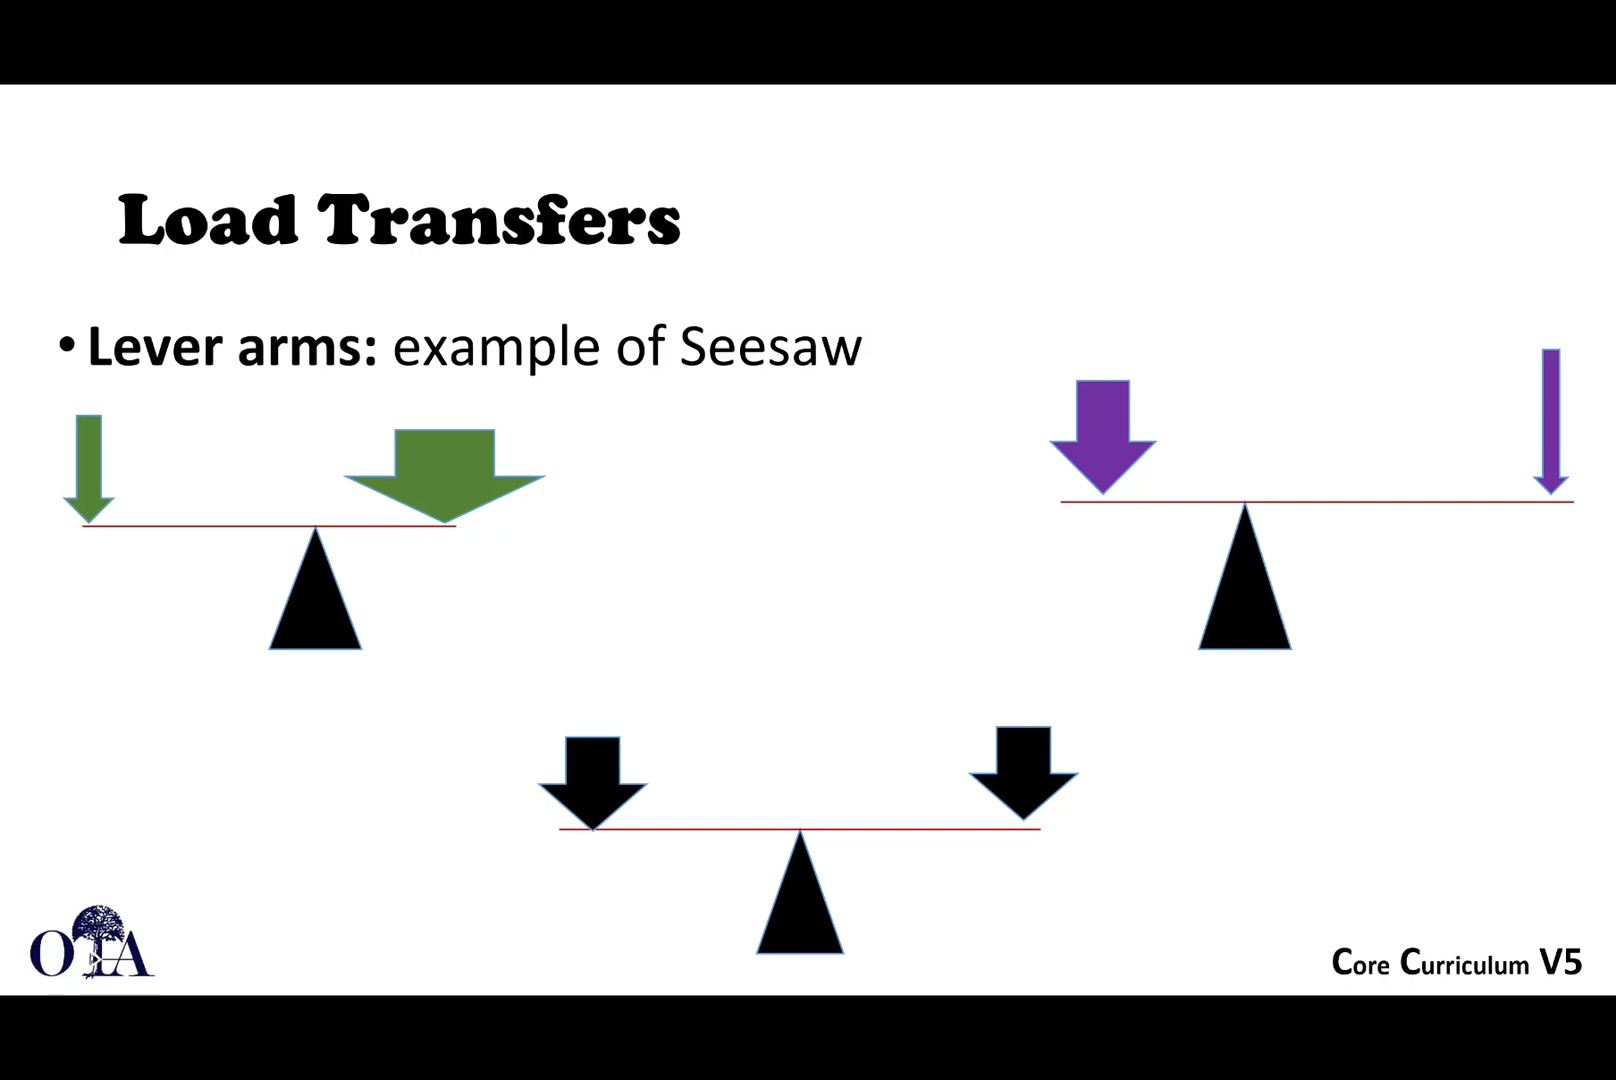 Load Transfers
• Lever arms: example of Seesaw
OTA
Core Curriculum V5